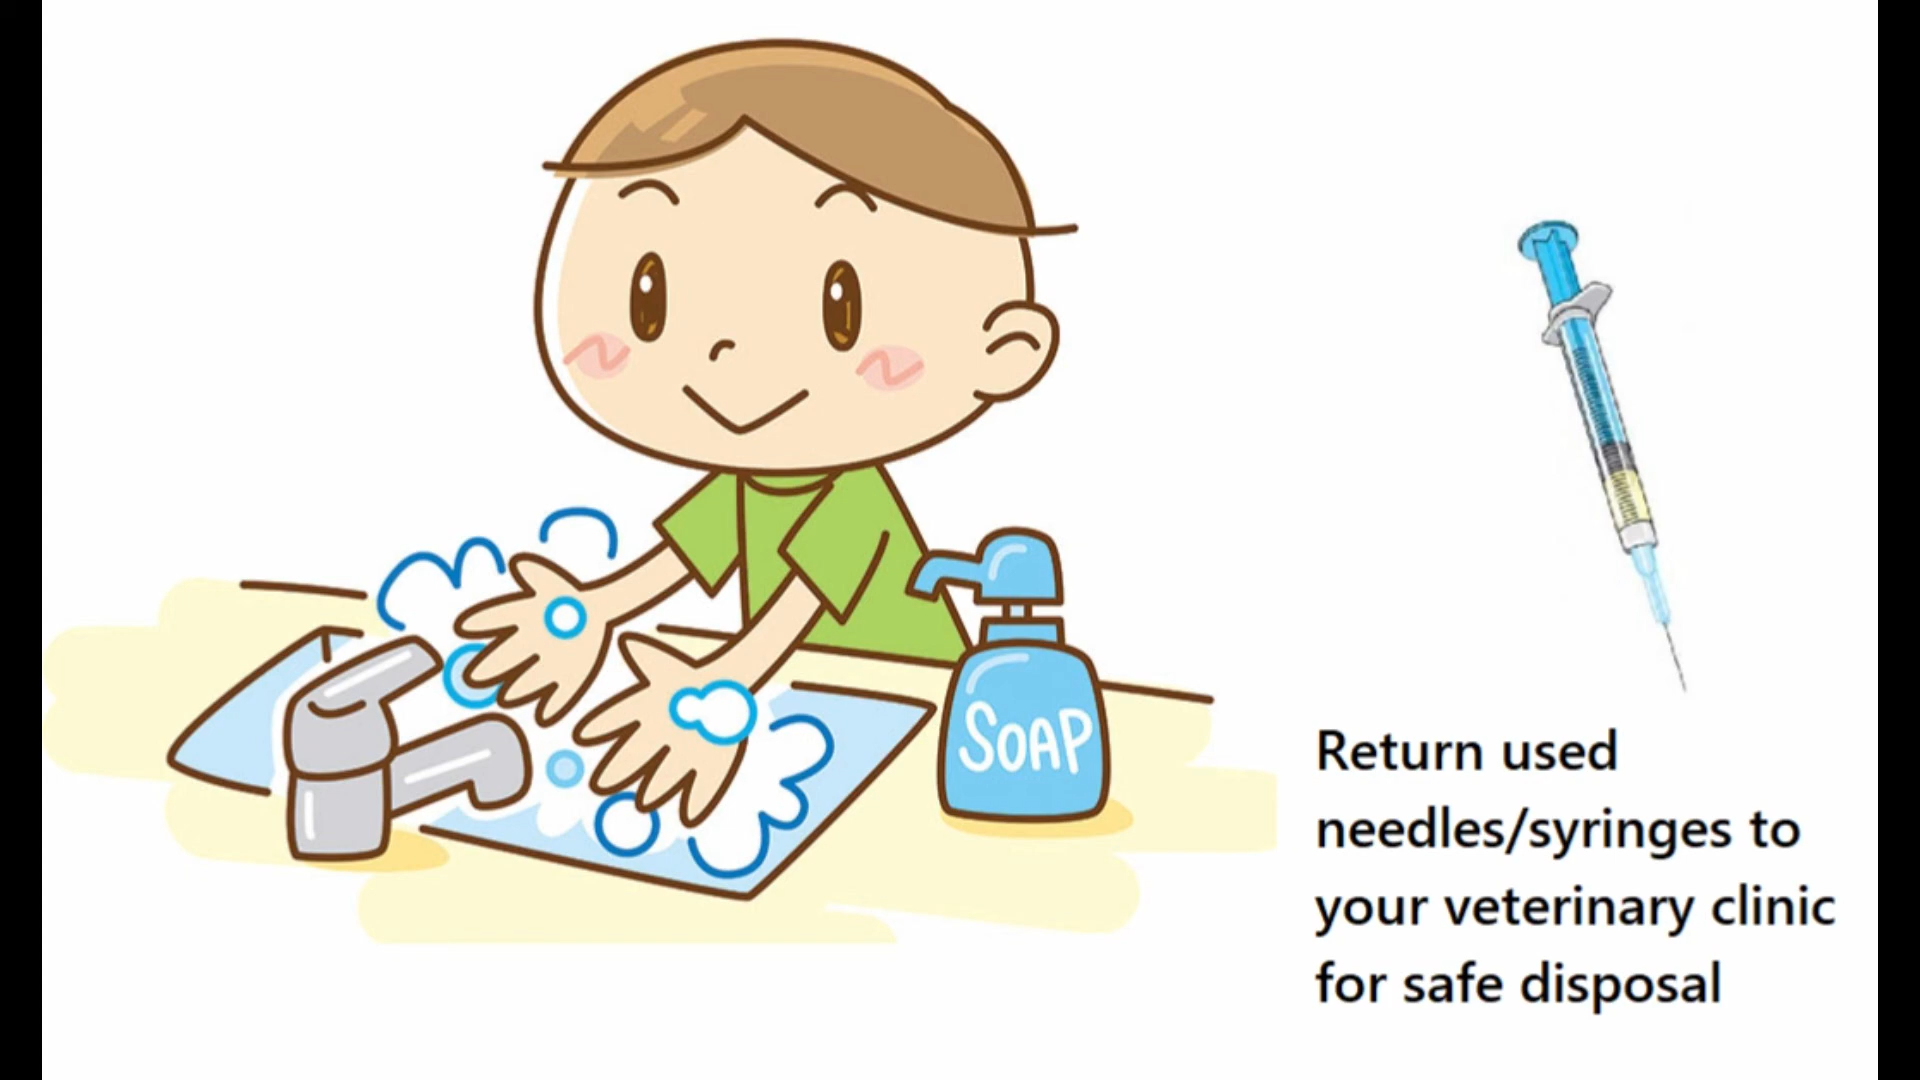 SOAP
Return used
needles/syringes to
your veterinary clinic
for safe disposal